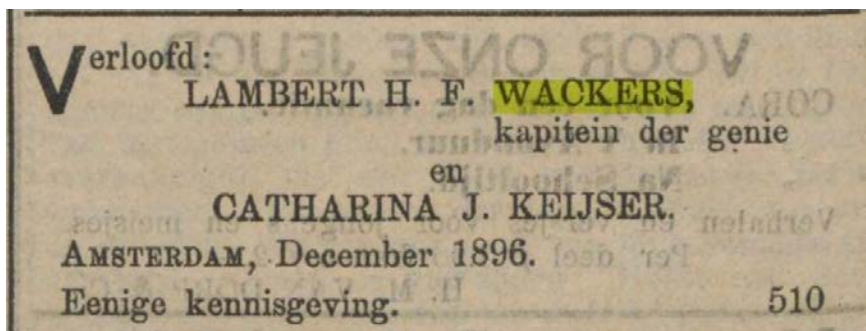 Verloofd:
LAMBERT H. F. WACKERS,
kapitein der genie
en
CATHARINA J. KEIJSER.
AMSTERDAM, December 1896.
Eenige kennisgeving. 510